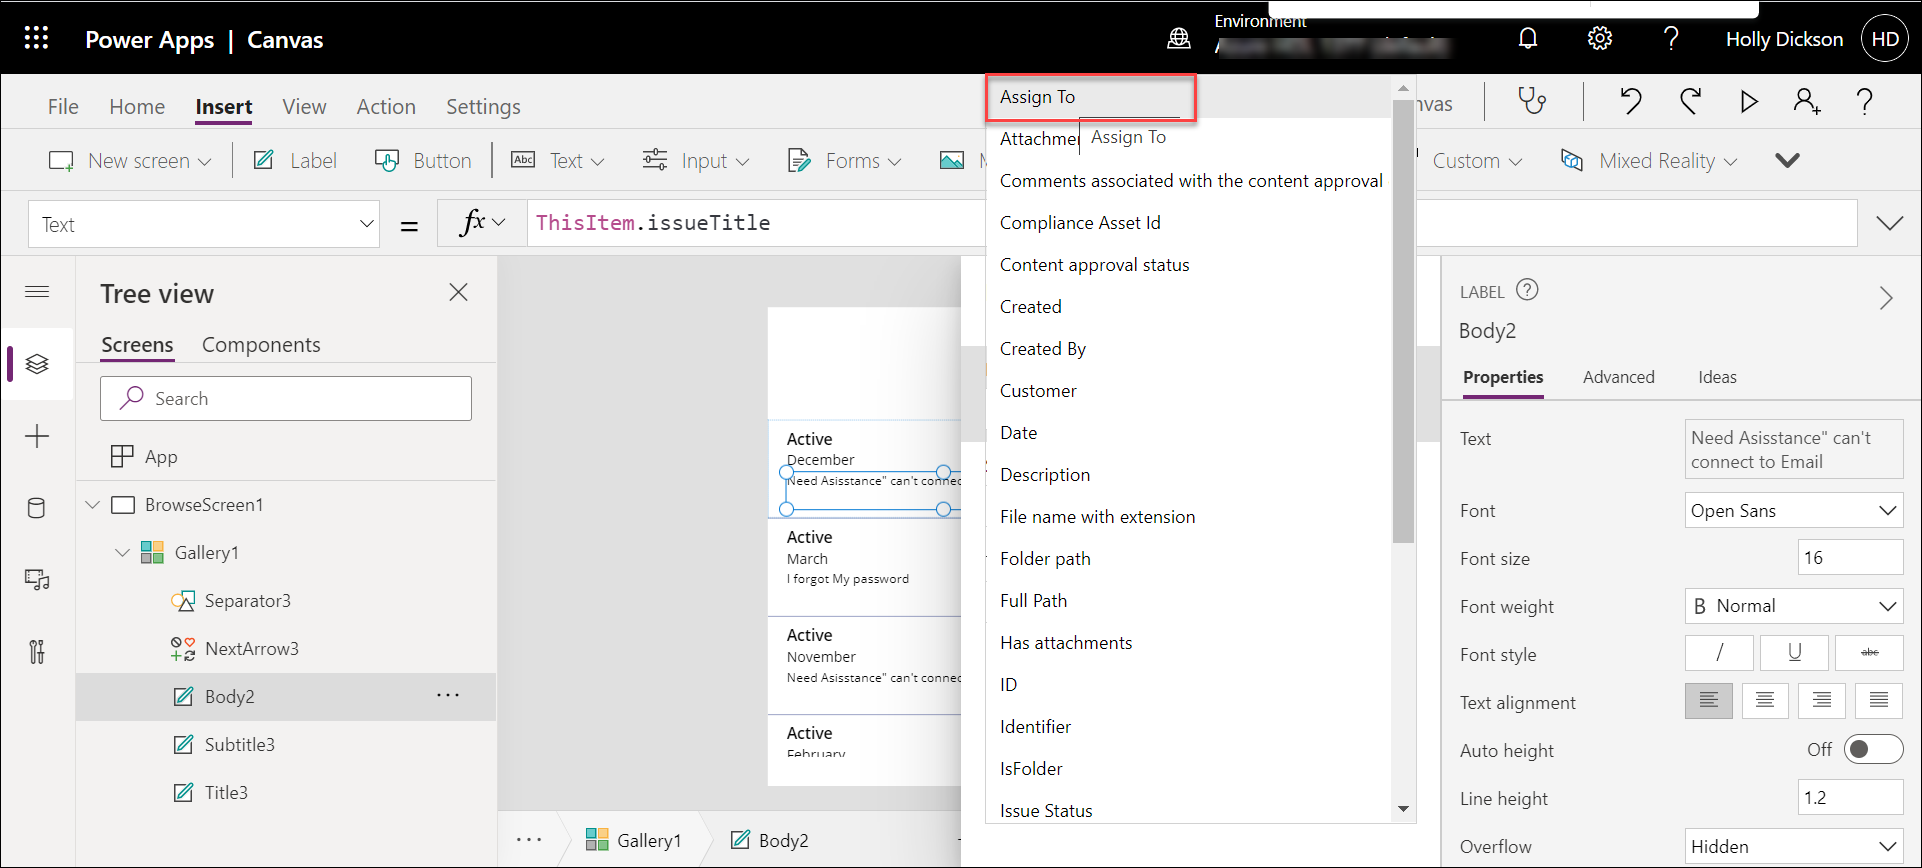 Environment
Power Apps | Canvas
Holly Dickson
HD
File
Home
Insert
View
Action
Settings
Assign To
nvas
New screen
Label
Button
Abc
Text
Input
Forms
Attachme
Assign To
Custom
Mixed Reality
Text
=
fx
ThisItem.issueTitle
Comments associated with the content approval
Compliance Asset Id
Content approval status
Created
Created By
Customer
Date
Description
File name with extension
Folder path
Full Path
Has attachments
ID
Identifier
IsFolder
Issue Status
Tree view
Screens
Components
Search
App
BrowseScreen1
Gallery1
Separator3
NextArrow3
Body2
...
Subtitle3
Title3
Active
December
Need Asisstance" can't connec
Active
March
I forgot My password
Active
November
Need Asisstance" can't connec
Active
February
...
Gallery1
Body2
LABEL
Body2
Properties
Advanced
Ideas
Text
Need Asisstance" can't
connect to Email
Font
Open Sans
Font size
16
Font weight
B Normal
Font style
/
U
abc
Text alignment
Auto height
Off
Line height
1.2
Overflow
Hidden